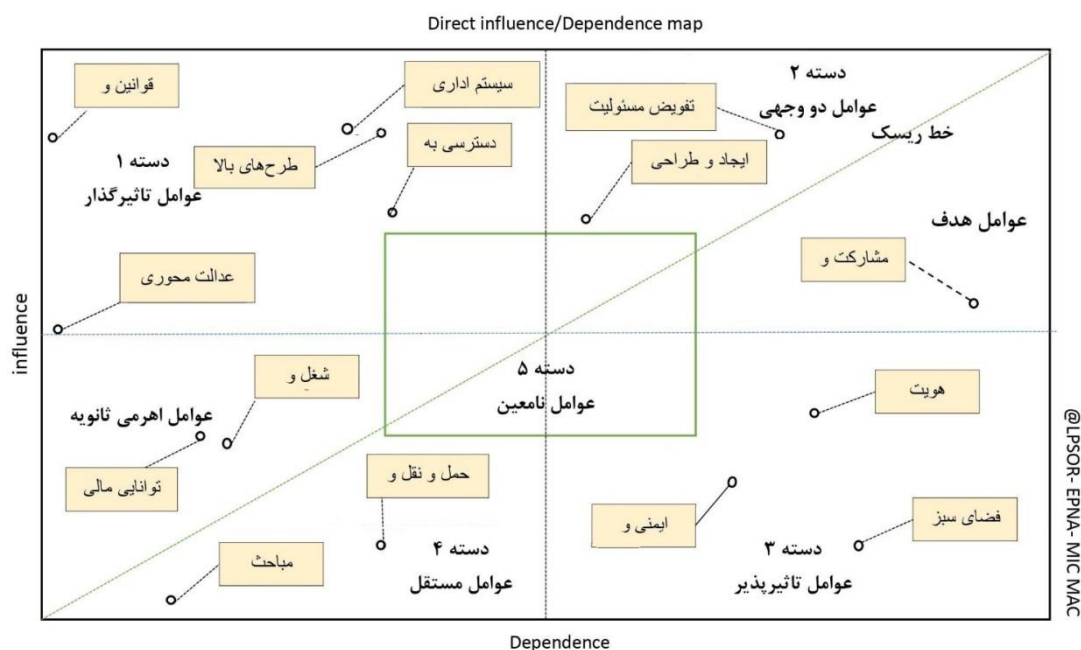 Direct influence/Dependence map
قوانین و
سیستم اداری
دسته ۲
عوامل دو وجهی
تفویض مسئولیت
خط ریسک
دسترسی به
ایجاد و طراحی
طرح‌های بالا
دسته ۱
عوامل تاثیرگذار
عوامل هدف
مشارکت و
عدالت محوری
influence
شغل و
دسته ۵
عوامل نامعین
هویت
عوامل اهرمی ثانویه
توانایی مالی
حمل و نقل و
ایمنی و
فضای سبز
دسته ۴
عوامل مستقل
دسته ۳
عوامل تاثیرپذیر
مباحث
Dependence
@LPSOR- EPNA- MIC MAC